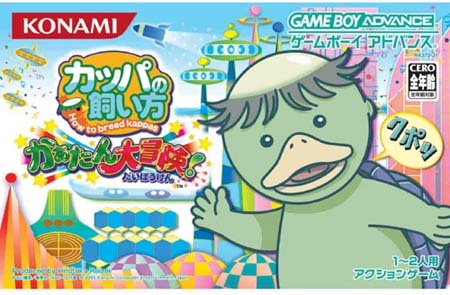 KONAMI
GAME BOY ADVANCE
ゲームボーイ アドバンス
CERO
全年齢
カッパの
飼い方
How to breed kappas
かぁたん大冒険!
だいぼうけん
TM
クポッ
1〜2人用
アクションゲーム